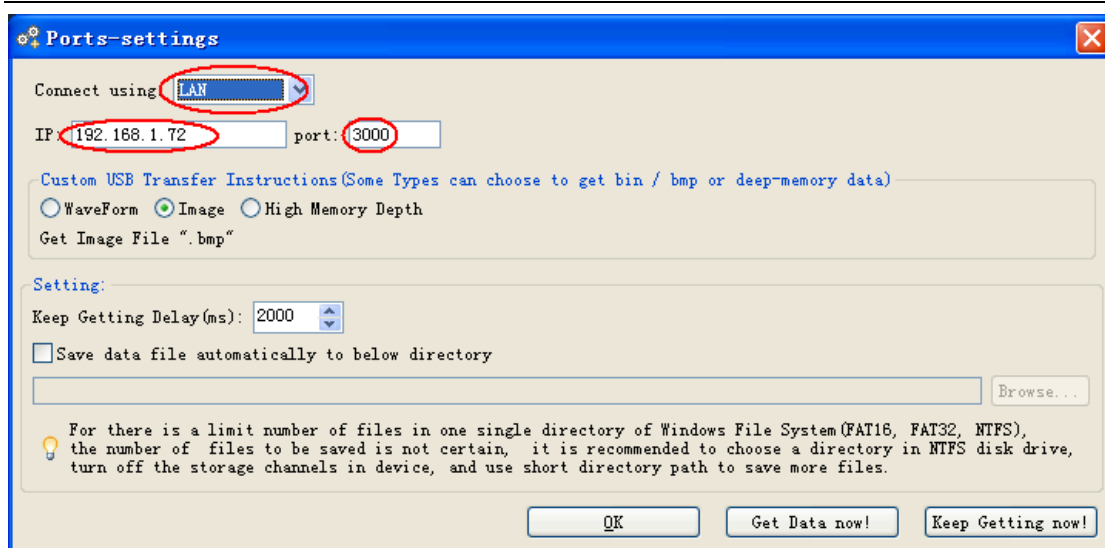 Ports-settings
Connect using: LAN
IP: 192.168.1.72 port: 3000
Custom USB Transfer Instructions(Some Types can choose to get bin / bmp or deep-memory data)
WaveForm Image High Memory Depth
Get Image File ".bmp"
Setting:
Keep Getting Delay(ms): 2000
Save data file automatically to below directory
Browse...
For there is a limit number of files in one single directory of Windows File System(FAT16, FAT32, NTFS),
the number of files to be saved is not certain, it is recommended to choose a directory in NTFS disk drive,
turn off the storage channels in device, and use short directory path to save more files.
OK Get Data now! Keep Getting now!